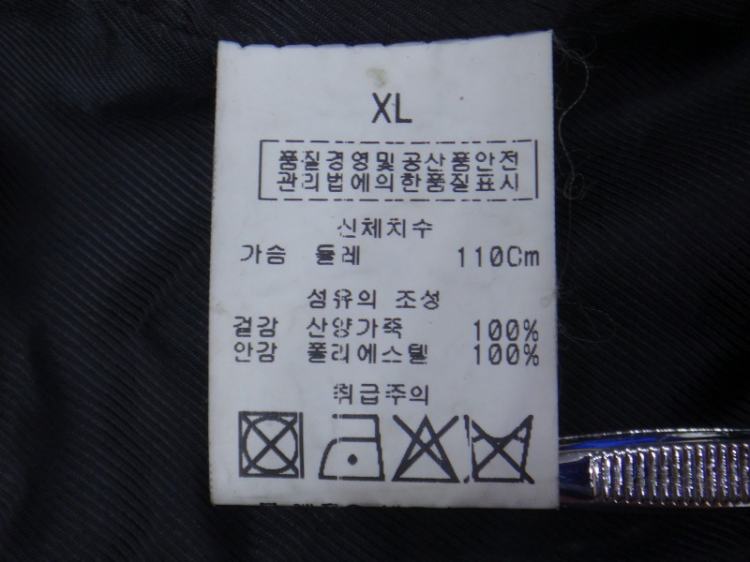 XL
품질경영및공산품안전
관리법에의한품질표시
신체치수
가슴 둘레 110Cm
섬유의 조성
겉감 산양가죽 100%
안감 폴리에스텔 100%
취급주의